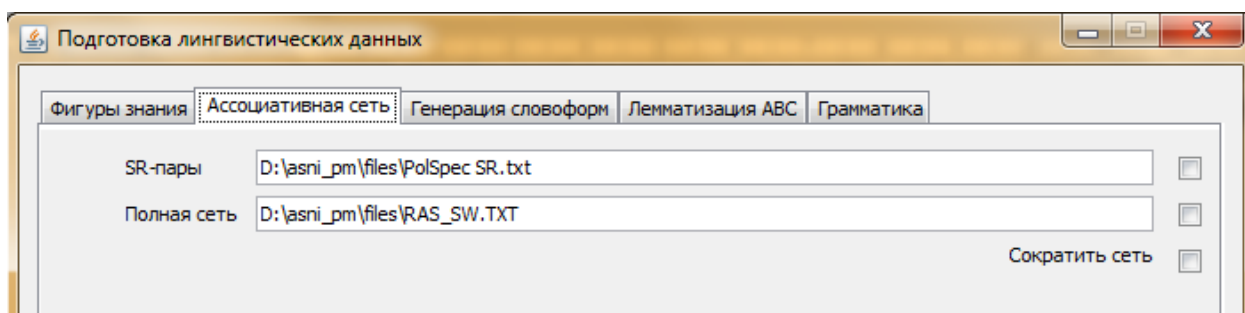 Подготовка лингвистических данных
Фигуры знания Ассоциативная сеть Генерация словоформ Лемматизация АВС Грамматика
SR-пары D:\asni_pm\files\PolSpec SR.txt
Полная сеть D:\asni_pm\files\RAS_SW.TXT
Сократить сеть